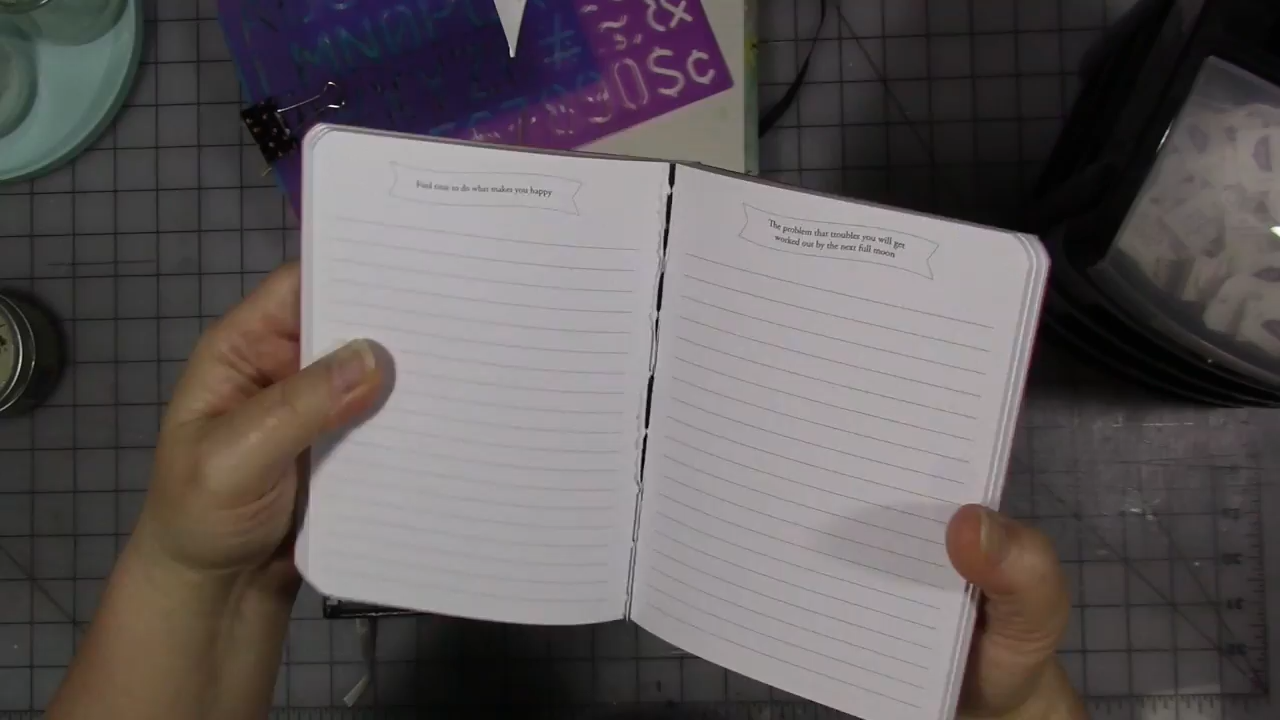 Find time to do what makes you happy
The problem that troubles you will get
worked out by the next full moon
# 
$¢